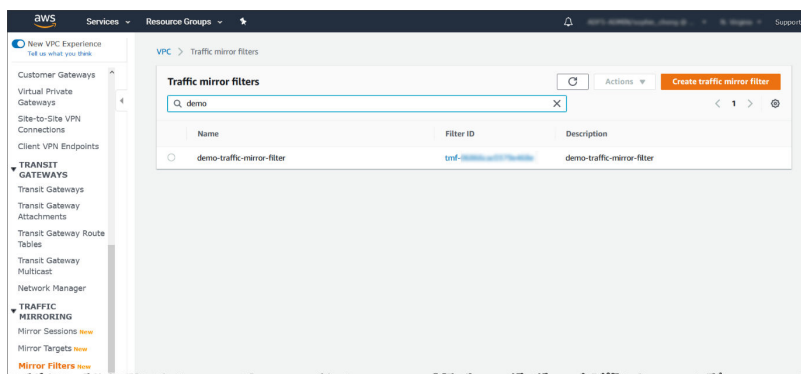 aws
Services
Resource Groups
Support
New VPC Experience
Tell us what you think
Customer Gateways
Virtual Private
Gateways
Site-to-Site VPN
Connections
Client VPN Endpoints
TRANSIT
GATEWAYS
Transit Gateways
Transit Gateway
Attachments
Transit Gateway Route
Tables
Transit Gateway
Multicast
Network Manager
TRAFFIC
MIRRORING
Mirror Sessions New
Mirror Targets New
Mirror Filters New
VPC > Traffic mirror filters
Traffic mirror filters
Actions
Create traffic mirror filter
demo
1
Name Filter ID Description
demo-traffic-mirror-filter tmf- demo-traffic-mirror-filter